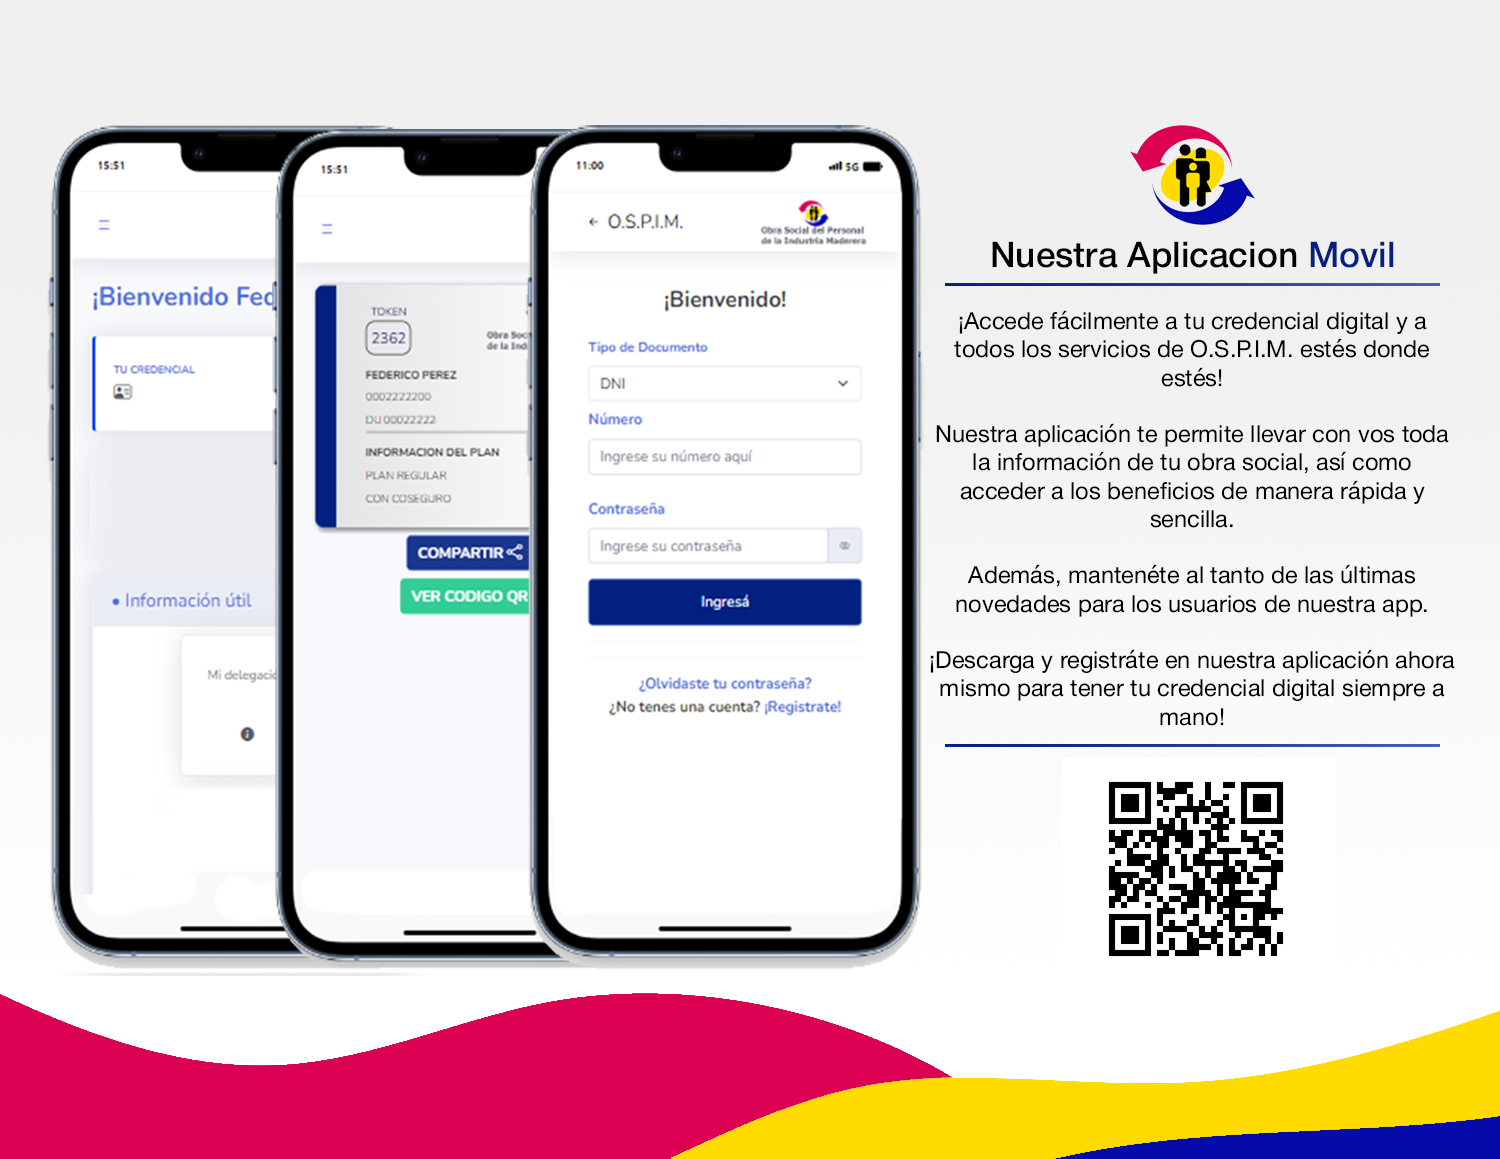 15:51
¡Bienvenido Fed
TU CREDENCIAL
• Información útil
Mi delegació
15:51
TOKEN
2362
Obra Soc
de la Ind
FEDERICO PEREZ
0002222200
DU 00022222
INFORMACION DEL PLAN
PLAN REGULAR
CON COSEGURO
COMPARTIR
VER CODIGO QR
11:00
5G
← O.S.P.I.M.
Obra Social del Personal
de la Industria Maderera
¡Bienvenido!
Tipo de Documento
DNI
Número
Ingrese su número aquí
Contraseña
Ingrese su contraseña
Ingresá
¿Olvidaste tu contraseña?
¿No tenes una cuenta? ¡Registrate!
Nuestra Aplicacion Movil
¡Accede fácilmente a tu credencial digital y a
todos los servicios de O.S.P.I.M. estés donde
estés!
Nuestra aplicación te permite llevar con vos toda
la información de tu obra social, así como
acceder a los beneficios de manera rápida y
sencilla.
Además, mantenéte al tanto de las últimas
novedades para los usuarios de nuestra app.
¡Descarga y registráte en nuestra aplicación ahora
mismo para tener tu credencial digital siempre a
mano!